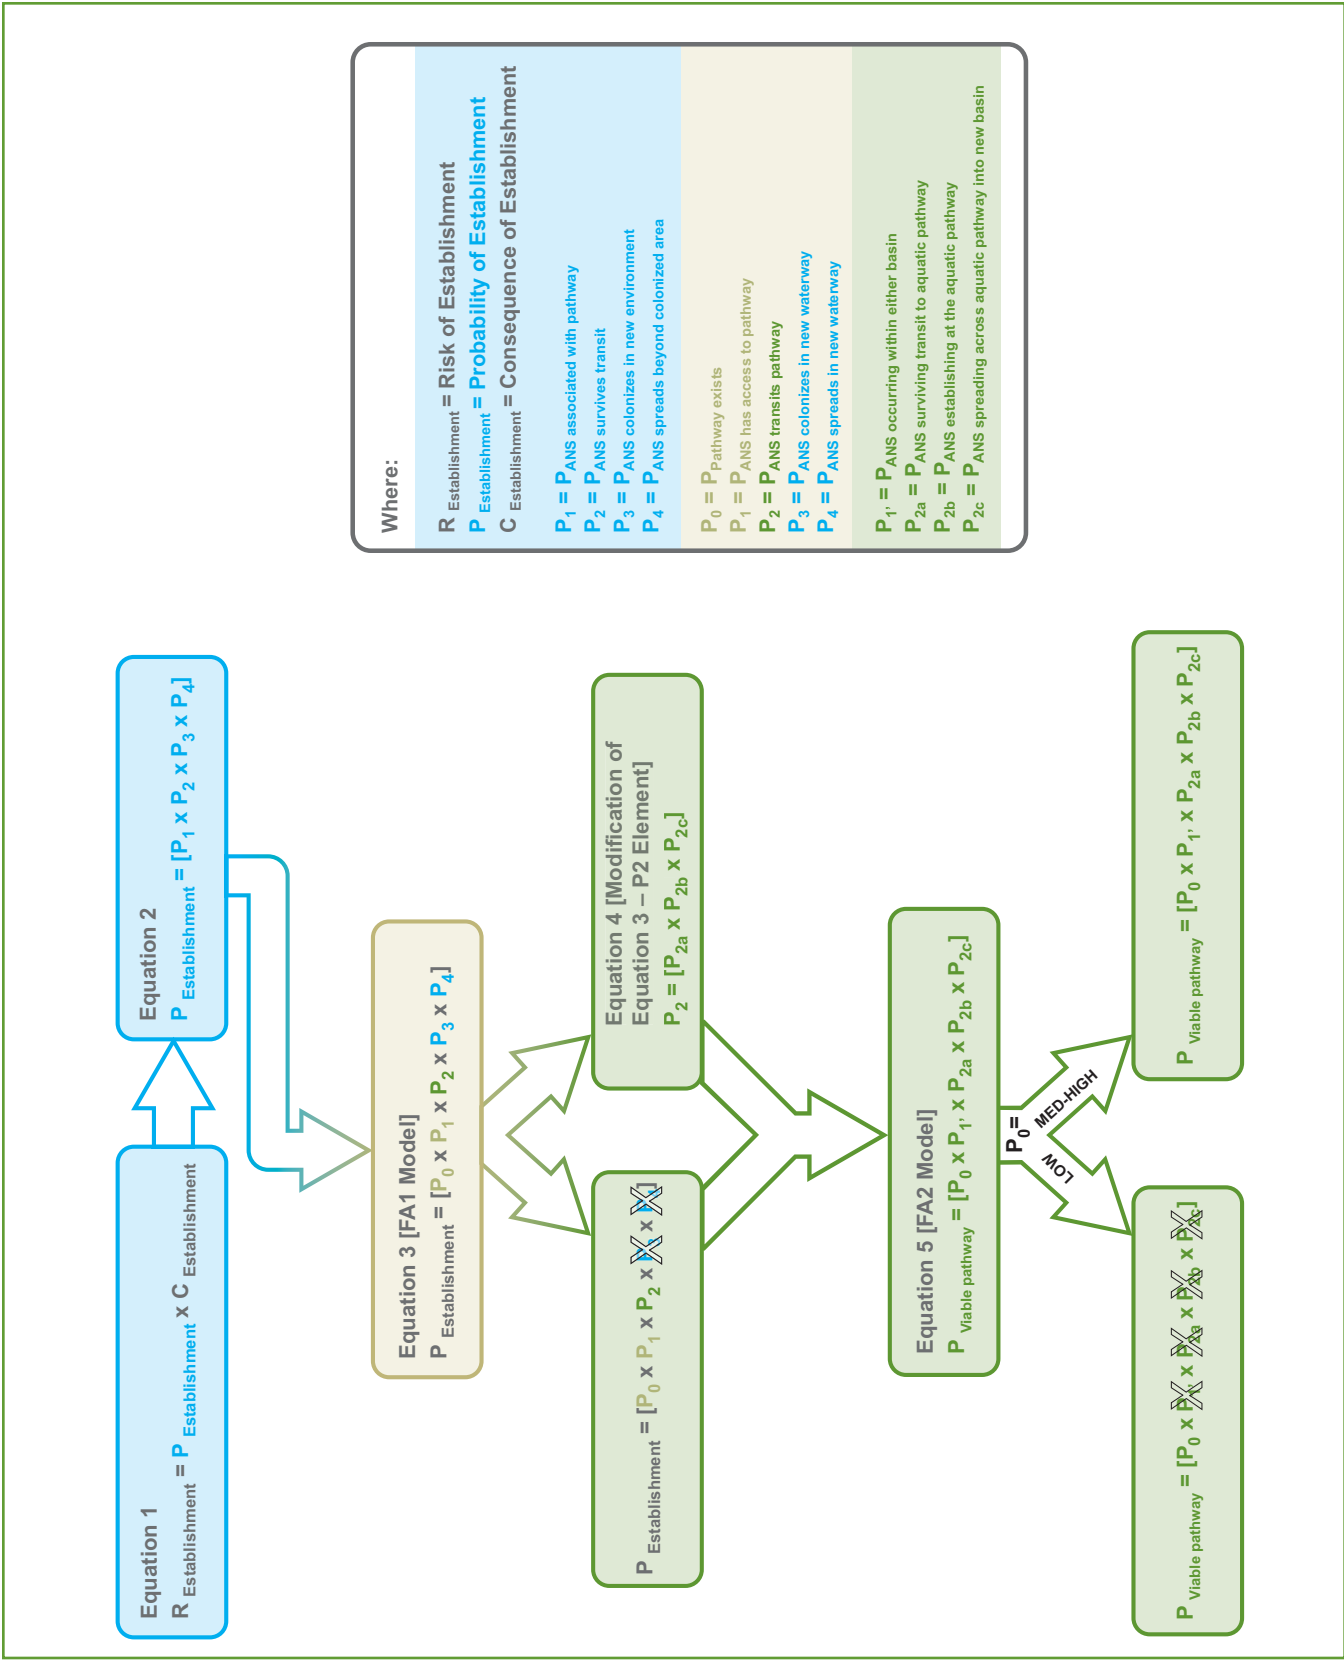 Equation 1
R Establishment = P Establishment x C Establishment
Equation 2
P Establishment = [P1 x P2 x P3 x P4]
Equation 3 [FA1 Model]
P Establishment = [P0 x P1 x P2 x P3 x P4]
P Establishment = [P0 x P1 x P2 x P3 x P4]
Equation 4 [Modification of
Equation 3 – P2 Element]
P2 = [P2a x P2b x P2c]
Equation 5 [FA2 Model]
P Viable pathway = [P0 x P1' x P2a x P2b x P2c]
P0=
LOW
MED-HIGH
P Viable pathway = [P0 x P1' x P2a x P2b x P2c]
P Viable pathway = [P0 x P1' x P2a x P2b x P2c]
Where:
R Establishment = Risk of Establishment
P Establishment = Probability of Establishment
C Establishment = Consequence of Establishment
P1 = PANS associated with pathway
P2 = PANS survives transit
P3 = PANS colonizes in new environment
P4 = PANS spreads beyond colonized area
P0 = PPathway exists
P1 = PANS has access to pathway
P2 = PANS transits pathway
P3 = PANS colonizes in new waterway
P4 = PANS spreads in new waterway
P1' = PANS occurring within either basin
P2a = PANS surviving transit to aquatic pathway
P2b = PANS establishing at the aquatic pathway
P2c = PANS spreading across aquatic pathway into new basin